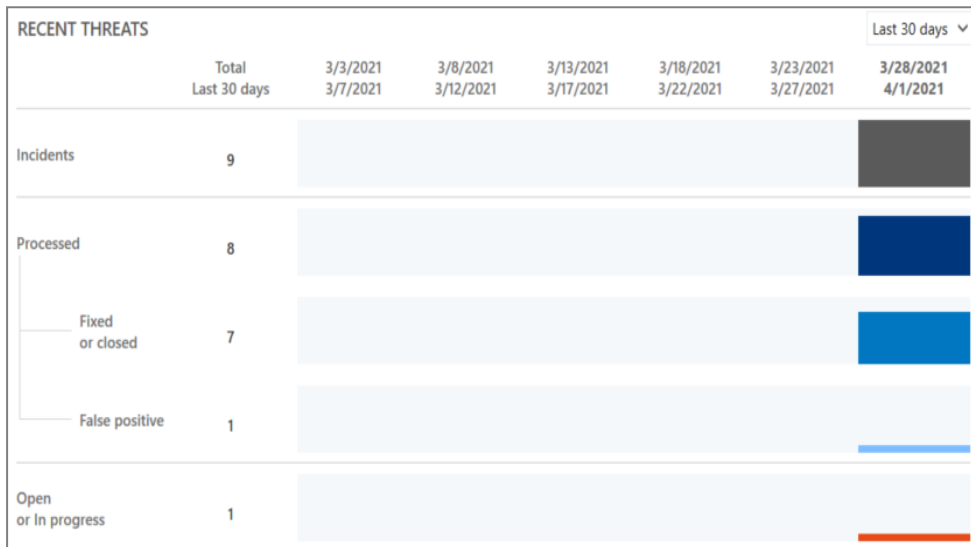 RECENT THREATS
Last 30 days
Total
Last 30 days
3/3/2021
3/7/2021
3/8/2021
3/12/2021
3/13/2021
3/17/2021
3/18/2021
3/22/2021
3/23/2021
3/27/2021
3/28/2021
4/1/2021
Incidents
9
Processed
8
Fixed
or closed
7
False positive
1
Open
or In progress
1